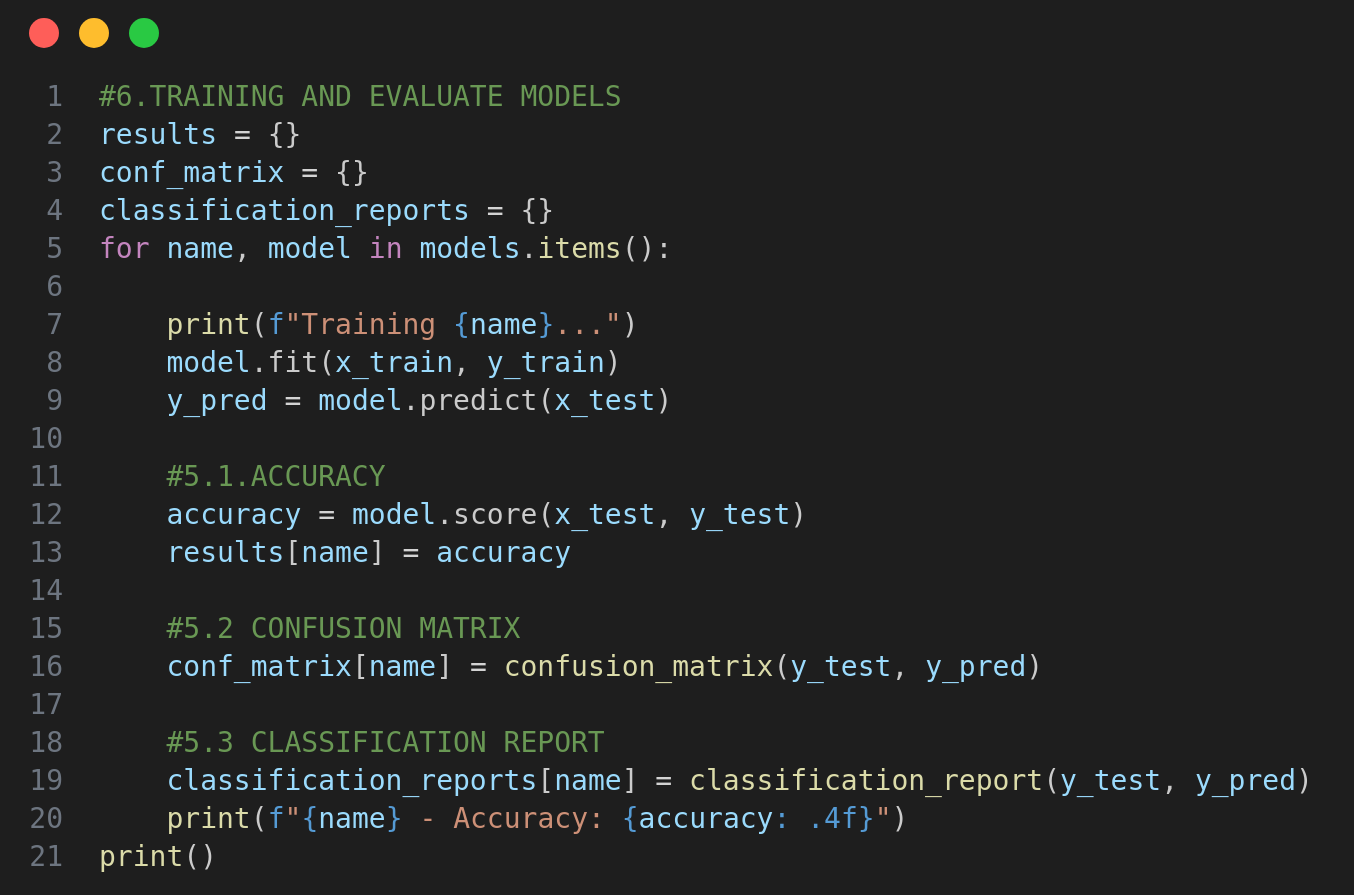 1 #6.TRAINING AND EVALUATE MODELS
2 results = {}
3 conf_matrix = {}
4 classification_reports = {}
5 for name, model in models.items():
6
7     print(f"Training {name}...")
8     model.fit(x_train, y_train)
9     y_pred = model.predict(x_test)
10
11     #5.1.ACCURACY
12     accuracy = model.score(x_test, y_test)
13     results[name] = accuracy
14
15     #5.2 CONFUSION MATRIX
16     conf_matrix[name] = confusion_matrix(y_test, y_pred)
17
18     #5.3 CLASSIFICATION REPORT
19     classification_reports[name] = classification_report(y_test, y_pred)
20     print(f"{name} - Accuracy: {accuracy: .4f}")
21 print()